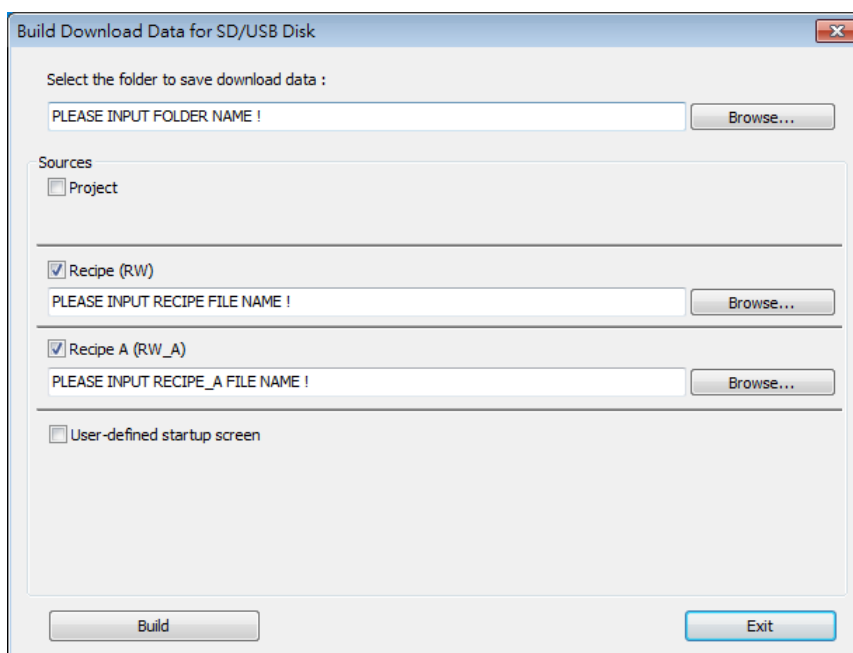 Build Download Data for SD/USB Disk
Select the folder to save download data :
PLEASE INPUT FOLDER NAME !
Browse...
Sources
Project
Recipe (RW)
PLEASE INPUT RECIPE FILE NAME !
Browse...
Recipe A (RW_A)
PLEASE INPUT RECIPE_A FILE NAME !
Browse...
User-defined startup screen
Build
Exit